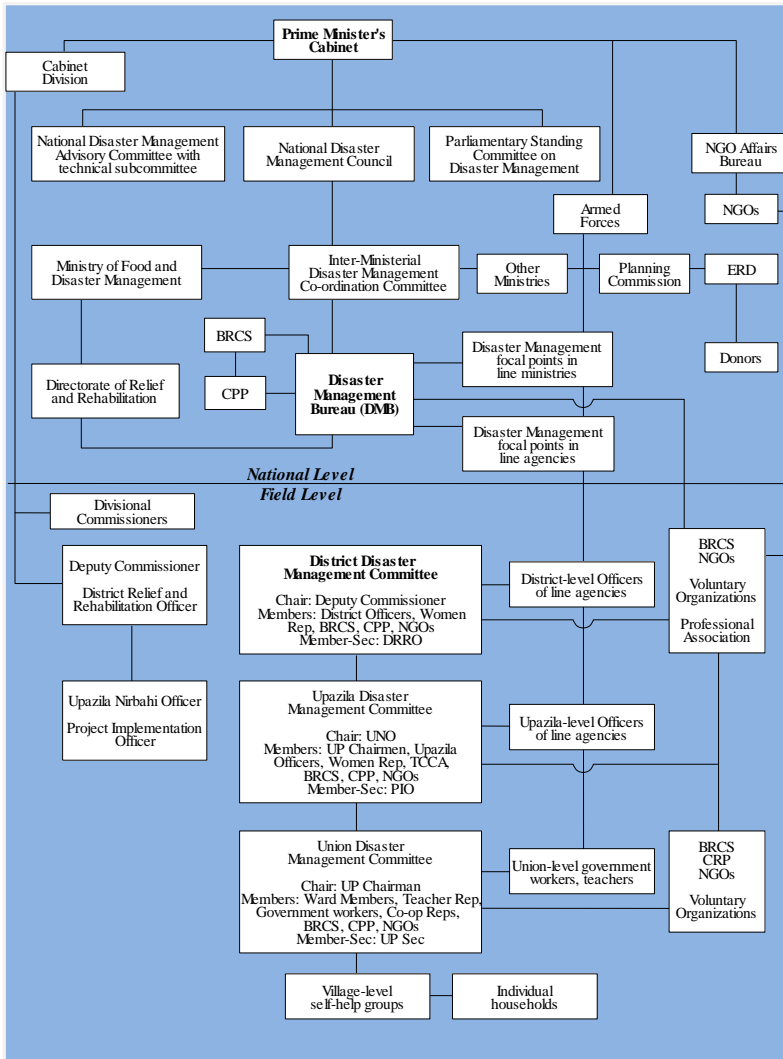 Prime Minister's
Cabinet
Cabinet
Division
National Disaster Management
Advisory Committee with
technical subcommittee
National Disaster
Management Council
Parliamentary Standing
Committee on
Disaster Management
NGO Affairs
Bureau
Armed
Forces
NGOs
Ministry of Food and
Disaster Management
Inter-Ministerial
Disaster Management
Co-ordination Committee
Other
Ministries
Planning
Commission
ERD
BRCS
CPP
Disaster
Management
Bureau (DMB)
Disaster Management
focal points in
line ministries
Donors
Directorate of Relief
and Rehabilitation
Disaster Management
focal points in
line agencies
National Level
Field Level
Divisional
Commissioners
Deputy Commissioner
District Relief and
Rehabilitation Officer
District Disaster
Management Committee
Chair: Deputy Commissioner
Members: District Officers, Women
Rep, BRCS, CPP, NGOs
Member-Sec: DRRO
District-level Officers
of line agencies
BRCS
NGOs
Voluntary
Organizations
Professional
Association
Upazila Nirbahi Officer
Project Implementation
Officer
Upazila Disaster
Management Committee
Chair: UNO
Members: UP Chairmen, Upazila
Officers, Women Rep, TCCA,
BRCS, CPP, NGOs
Member-Sec: PIO
Upazila-level Officers
of line agencies
Union Disaster
Management Committee
Chair: UP Chairman
Members: Ward Members, Teacher Rep,
Government workers, Co-op Reps,
BRCS, CPP, NGOs
Member-Sec: UP Sec
Union-level government
workers, teachers
BRCS
CRP
NGOs
Voluntary
Organizations
Village-level
self-help groups
Individual
households